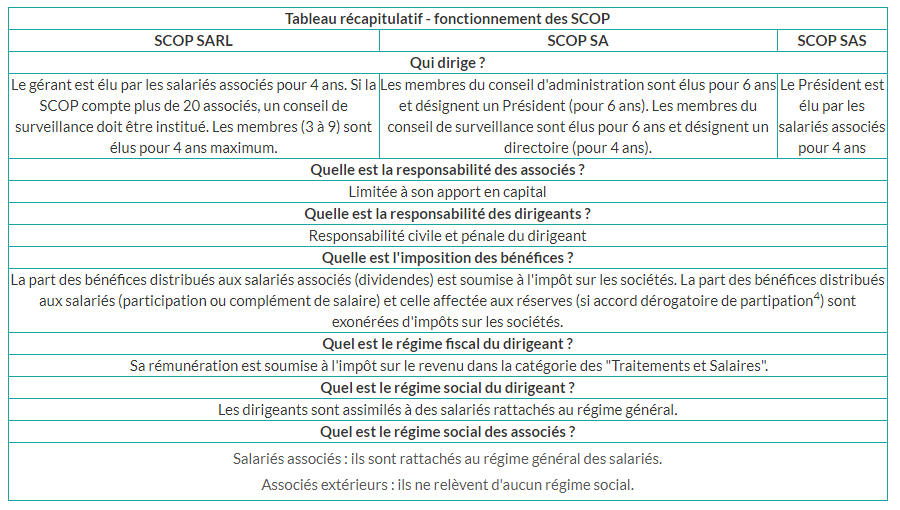 Tableau récapitulatif - fonctionnement des SCOP
SCOP SARL
SCOP SA
SCOP SAS
Qui dirige ?
Le gérant est élu par les salariés associés pour 4 ans. Si la
SCOP compte plus de 20 associés, un conseil de
surveillance doit être institué. Les membres (3 à 9) sont
élus pour 4 ans maximum.
Les membres du conseil d'administration sont élus pour 6 ans
et désignent un Président (pour 6 ans). Les membres du
conseil de surveillance sont élus pour 6 ans et désignent un
directoire (pour 4 ans).
Le Président est
élu par les
salariés associés
pour 4 ans
Quelle est la responsabilité des associés ?
Limitée à son apport en capital
Quelle est la responsabilité des dirigeants ?
Responsabilité civile et pénale du dirigeant
Quelle est l'imposition des bénéfices ?
La part des bénéfices distribués aux salariés associés (dividendes) est soumise à l'impôt sur les sociétés. La part des bénéfices distribués
aux salariés (participation ou complément de salaire) et celle affectée aux réserves (si accord dérogatoire de partipation4) sont
exonérées d'impôts sur les sociétés.
Quel est le régime fiscal du dirigeant ?
Sa rémunération est soumise à l'impôt sur le revenu dans la catégorie des "Traitements et Salaires".
Quel est le régime social du dirigeant ?
Les dirigeants sont assimilés à des salariés rattachés au régime général.
Quel est le régime social des associés ?
Salariés associés : ils sont rattachés au régime général des salariés.
Associés extérieurs : ils ne relèvent d'aucun régime social.